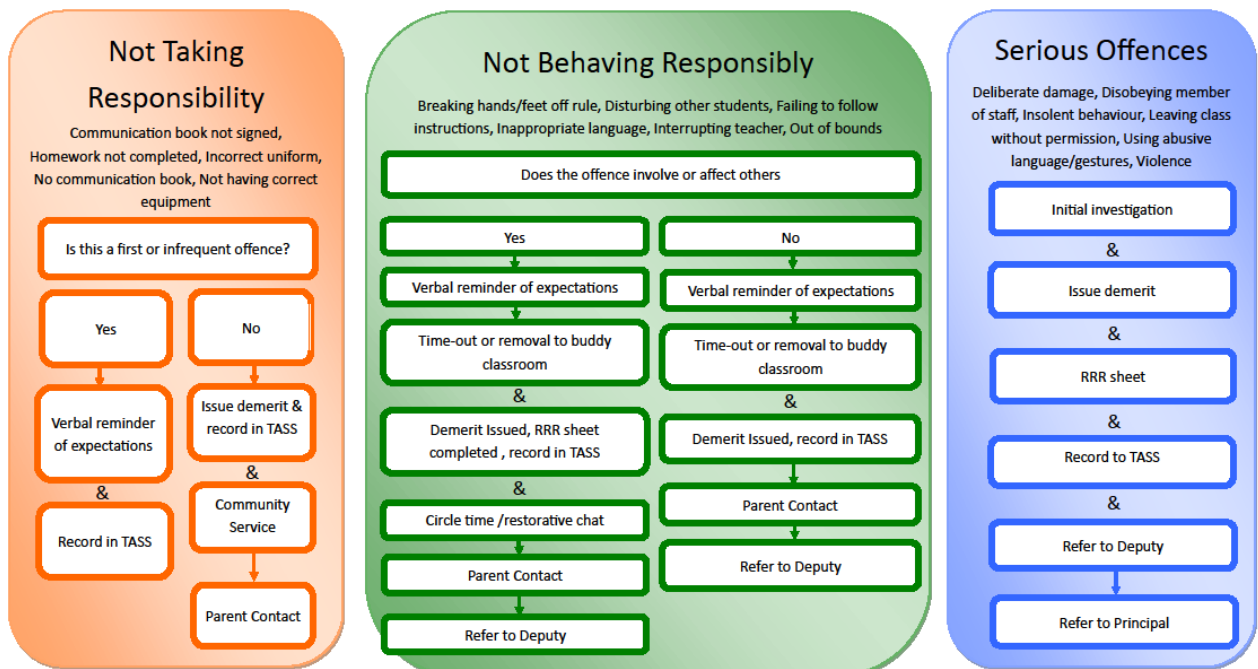 Not Taking
Responsibility
Communication book not signed,
Homework not completed, Incorrect uniform,
No communication book, Not having correct
equipment
Is this a first or infrequent offence?
Yes
Verbal reminder
of expectations
&
Record in TASS
No
Issue demerit &
record in TASS
&
Community
Service
Parent Contact
Not Behaving Responsibly
Breaking hands/feet off rule, Disturbing other students, Failing to follow
instructions, Inappropriate language, Interrupting teacher, Out of bounds
Does the offence involve or affect others
Yes
Verbal reminder of expectations
Time-out or removal to buddy
classroom
&
Demerit Issued, RRR sheet
completed , record in TASS
&
Circle time /restorative chat
Parent Contact
Refer to Deputy
No
Verbal reminder of expectations
Time-out or removal to buddy
classroom
&
Demerit Issued, record in TASS
Parent Contact
Refer to Deputy
Serious Offences
Deliberate damage, Disobeying member
of staff, Insolent behaviour, Leaving class
without permission, Using abusive
language/gestures, Violence
Initial investigation
&
Issue demerit
&
RRR sheet
&
Record to TASS
&
Refer to Deputy
Refer to Principal